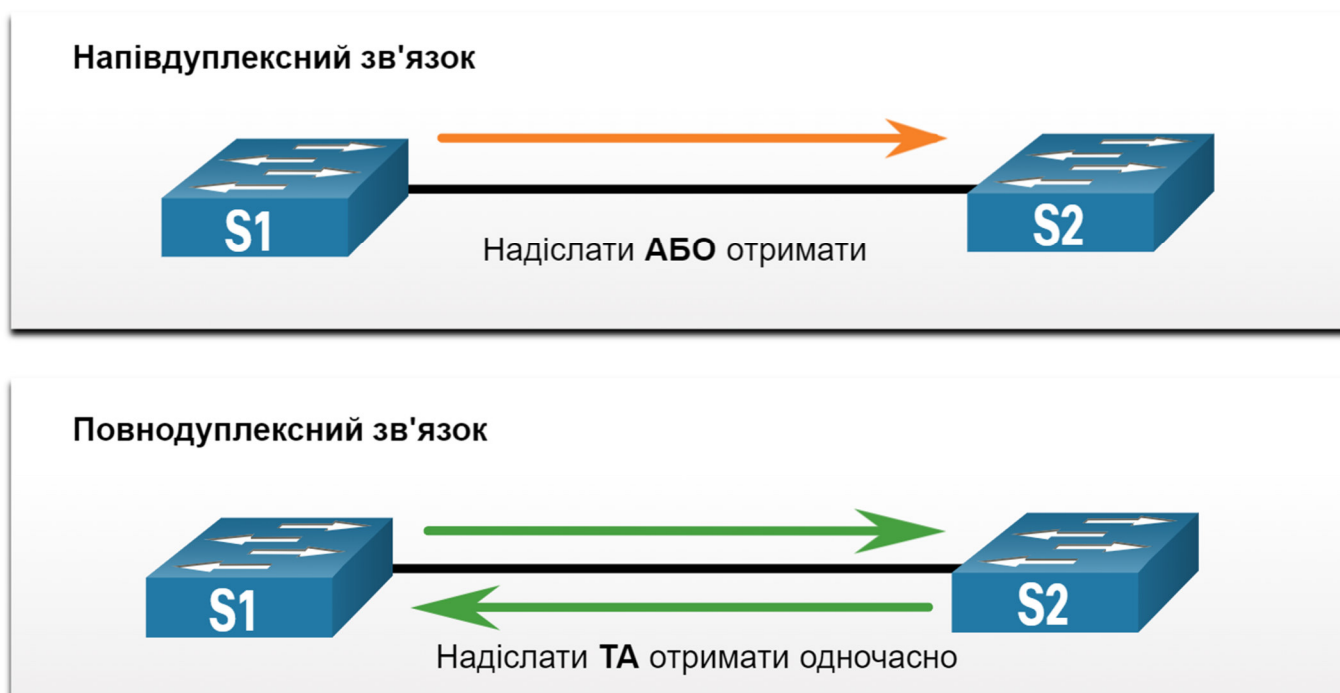 Напівдуплексний зв'язок
S1
S2
Надіслати АБО отримати
Повнодуплексний зв'язок
S1
S2
Надіслати ТА отримати одночасно